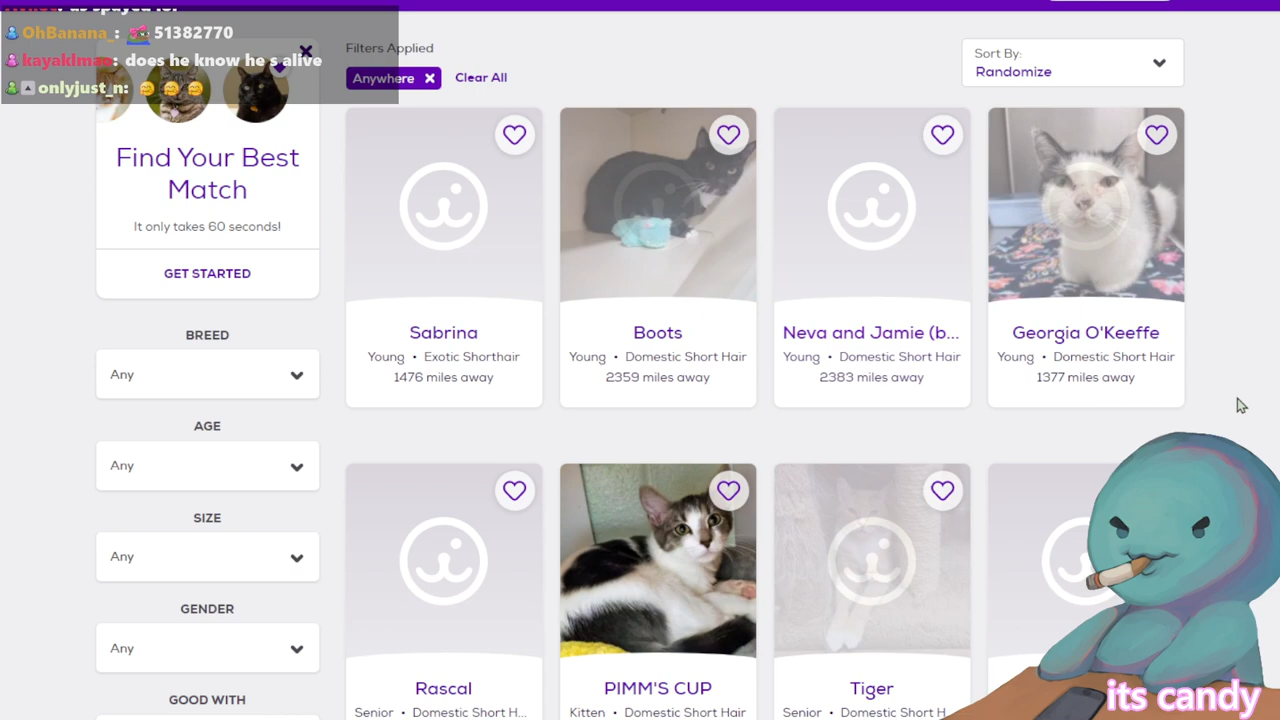 OhBanana_: 51382770
kayaklmao: does he know he s alive
onlyjust_n:
Find Your Best
Match
It only takes 60 seconds!
GET STARTED
BREED
Any
AGE
Any
SIZE
Any
GENDER
Any
GOOD WITH
Filters Applied
Anywhere
Clear All
Sort By:
Randomize
Sabrina
Young • Exotic Shorthair
1476 miles away
Boots
Young • Domestic Short Hair
2359 miles away
Neva and Jamie (b...
Young • Domestic Short Hair
2383 miles away
Georgia O'Keeffe
Young • Domestic Short Hair
1377 miles away
Rascal
Senior • Domestic Short H...
PIMM'S CUP
Kitten • Domestic Short Hair
Tiger
Senior • Domestic Short H
its candy